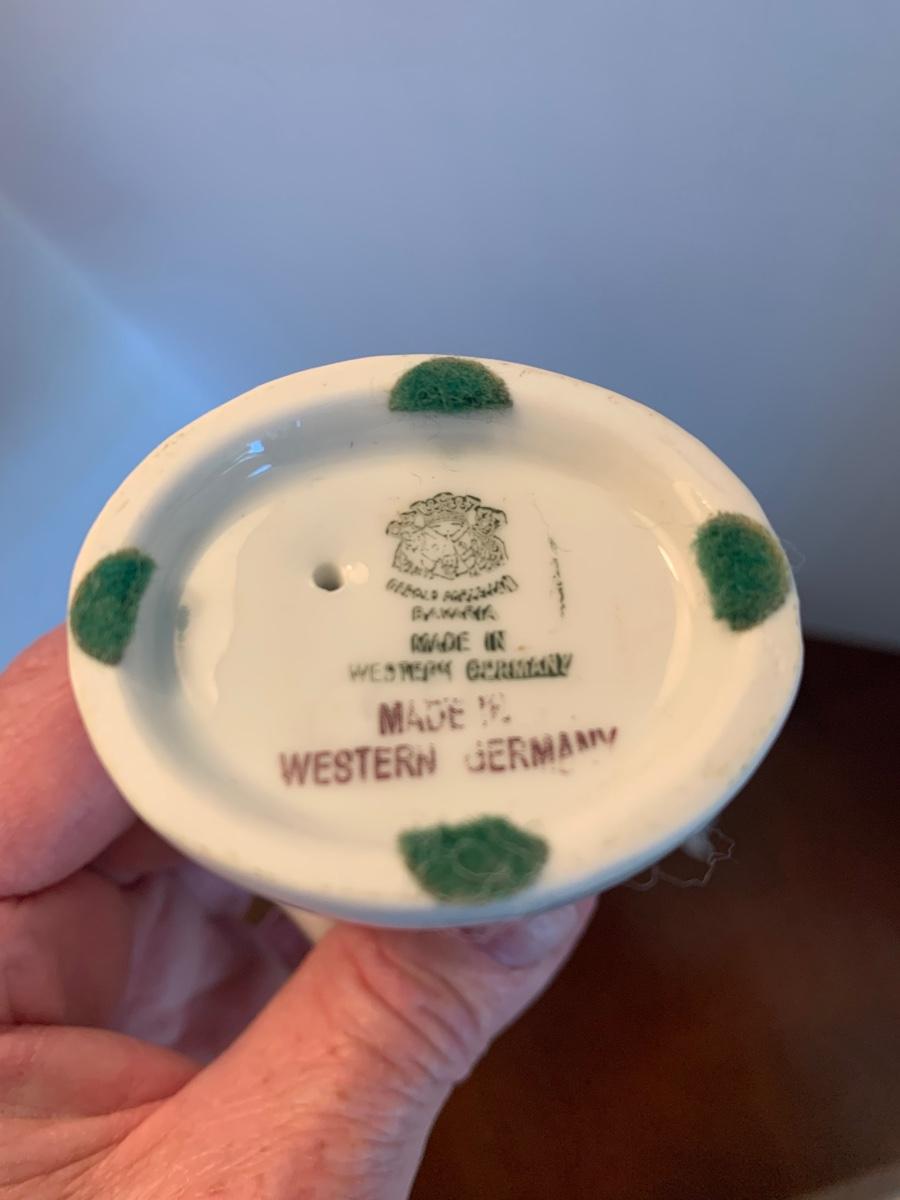 GEROLD PORZELLAN
BAVARIA
MADE IN
WESTERN GERMANY
MADE IN
WESTERN GERMANY